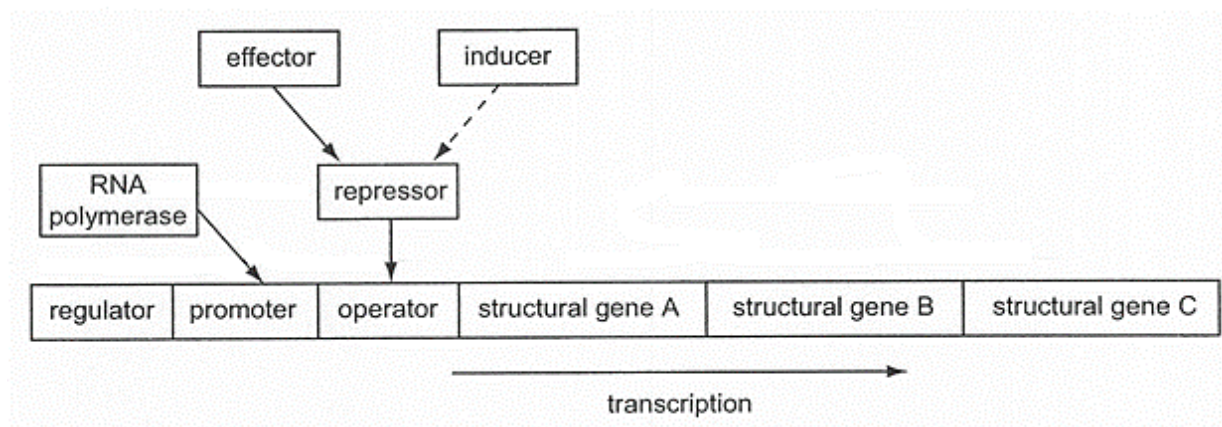 effector
inducer
RNA
polymerase
repressor
regulator
promoter
operator
structural gene A
structural gene B
structural gene C
transcription